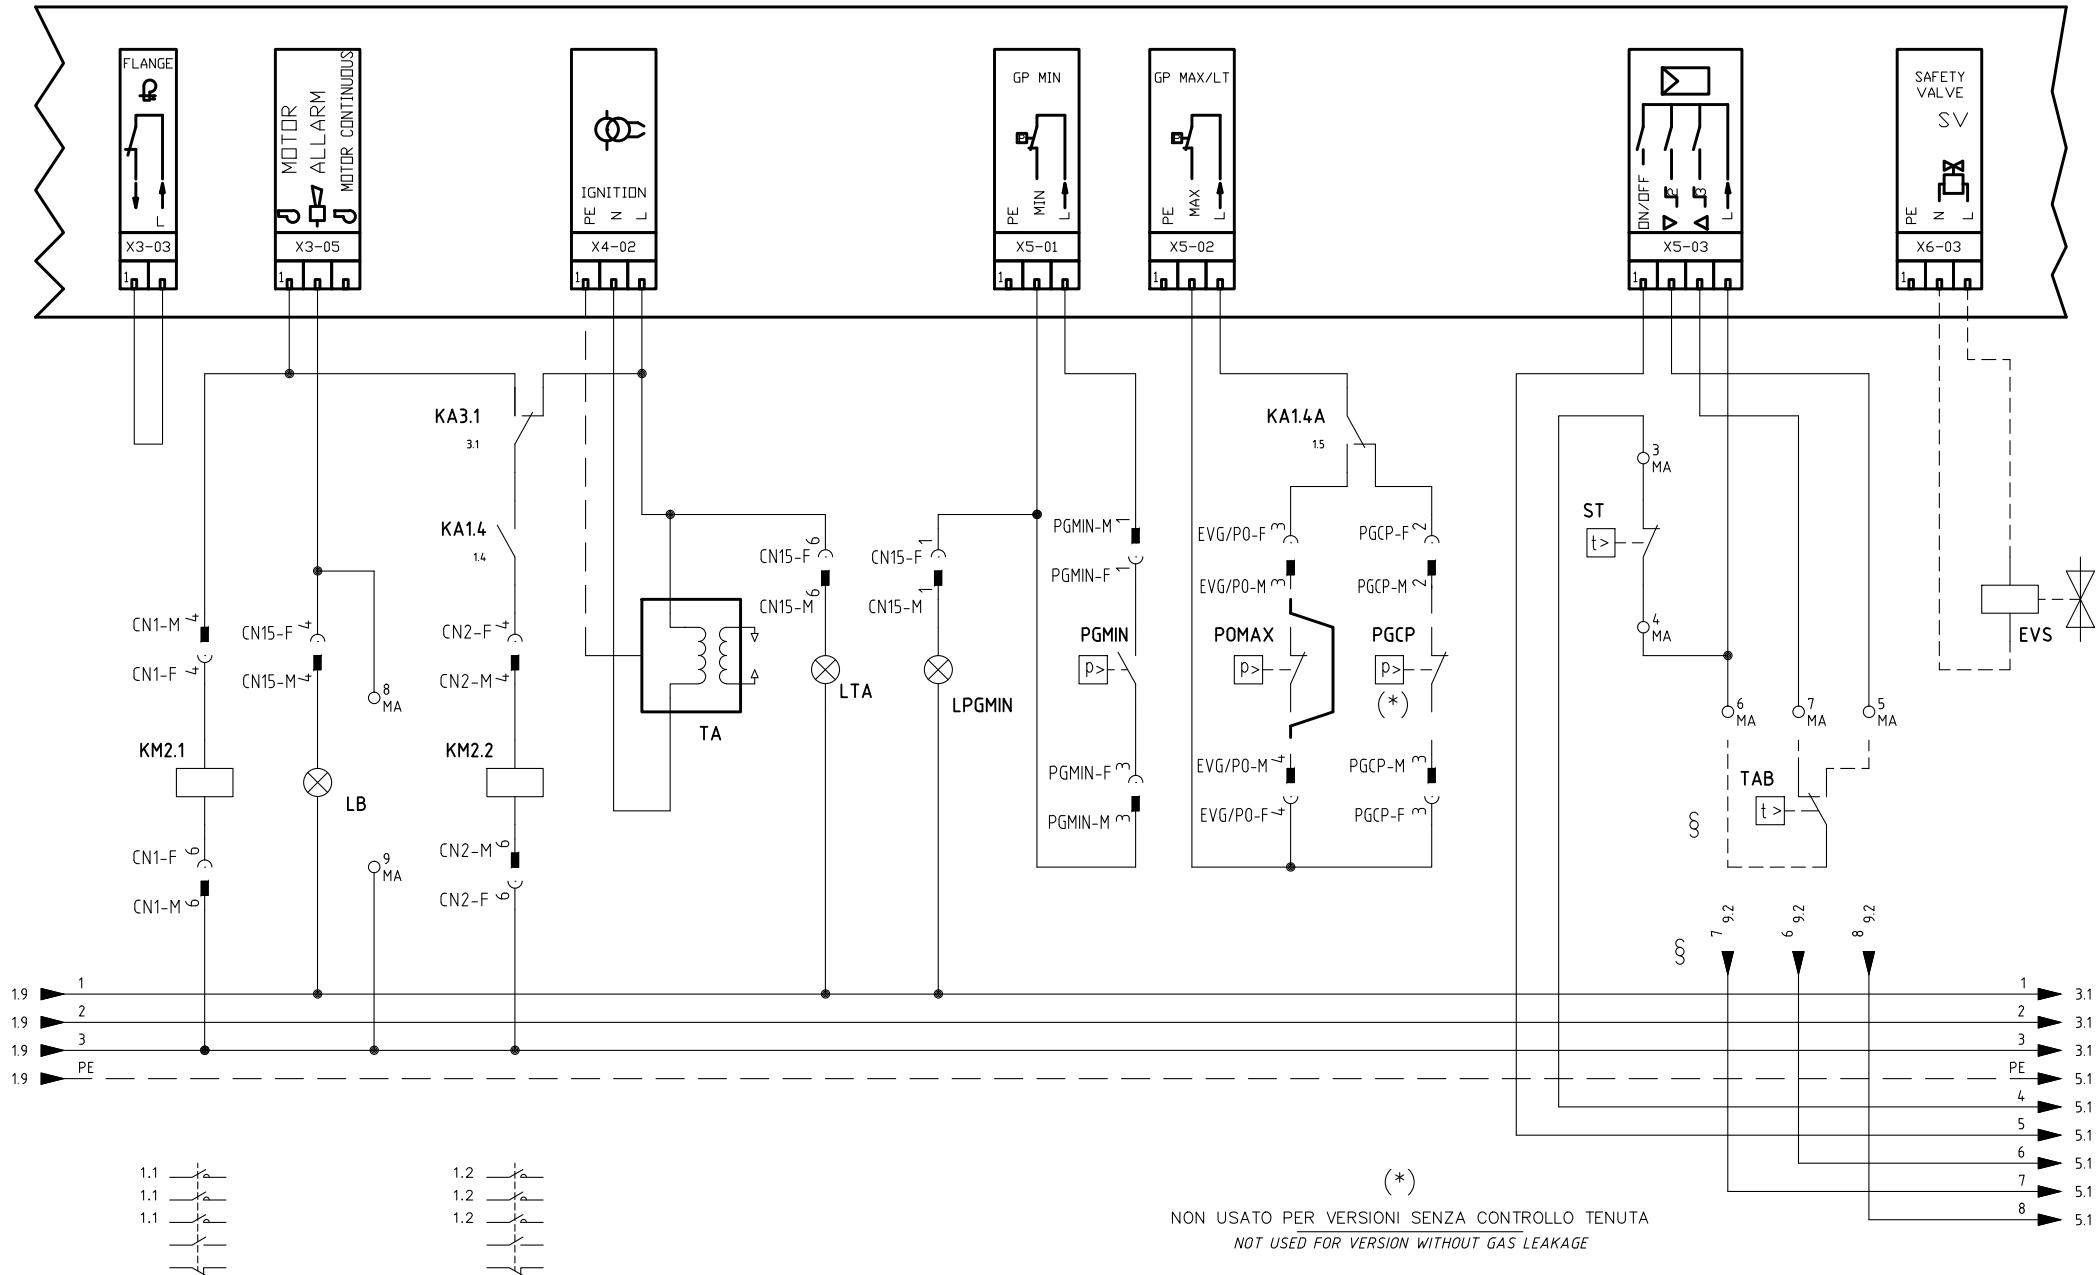 FLANGE
L
X3-03
1
MOTOR
ALLARM
MOTOR CONTINUOUS
X3-05
1
IGNITION
PE
N
L
X4-02
1
GP MIN
PE
MIN
L
X5-01
1
GP MAX/LT
PE
MAX
L
X5-02
1
ON/OFF
2
3
L
X5-03
1
SAFETY
VALVE
SV
PE
N
L
X6-03
1
KA3.1
3.1
KA1.4
1.4
KA1.4A
1.5
CN1-M 4
CN1-F 4
KM2.1
CN1-F 6
CN1-M 6
CN15-F 4
CN15-M 4
LB
8
MA
9
MA
CN2-F 4
CN2-M 4
KM2.2
CN2-M 6
CN2-F 6
TA
CN15-F 6
CN15-M 6
LTA
CN15-F 1
CN15-M 1
LPGMIN
PGMIN-M 1
PGMIN-F 1
PGMIN
p>
PGMIN-F 3
PGMIN-M 3
EVG/PO-F 3
EVG/PO-M 3
POMAX
p>
EVG/PO-M 4
EVG/PO-F 4
PGCP-F 2
PGCP-M 2
PGCP
p>
(*)
PGCP-M 3
PGCP-F 3
3
MA
ST
t>
4
MA
6
MA
7
MA
5
MA
TAB
t>
§
EVS
§
7 9.2
6 9.2
8 9.2
1.9 1
1.9 2
1.9 3
1.9 PE
1 3.1
2 3.1
3 3.1
PE 5.1
4 5.1
5 5.1
6 5.1
7 5.1
8 5.1
1.1
1.1
1.1
1.2
1.2
1.2
(*)
NON USATO PER VERSIONI SENZA CONTROLLO TENUTA
NOT USED FOR VERSION WITHOUT GAS LEAKAGE